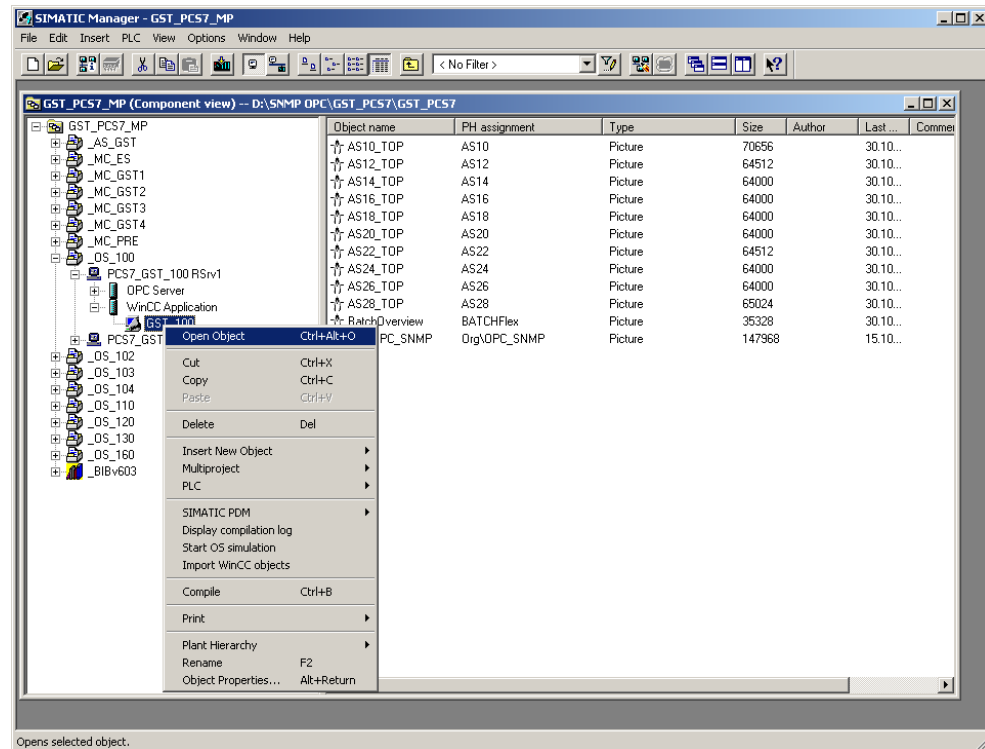 SIMATIC Manager - GST_PCS7_MP
File Edit Insert PLC View Options Window Help
< No Filter >
GST_PCS7_MP (Component view) -- D:\SNMP OPC\GST_PCS7\GST_PCS7
GST_PCS7_MP
_AS_GST
_MC_ES
_MC_GST1
_MC_GST2
_MC_GST3
_MC_GST4
_MC_PRE
_OS_100
PCS7_GST_100 RSrv1
OPC Server
WinCC Application
GST_100
PCS7_GST
_OS_102
_OS_103
_OS_104
_OS_110
_OS_120
_OS_130
_OS_160
_BIBv603
Object name PH assignment Type Size Author Last ... Commer
AS10_TOP AS10 Picture 70656 30.10...
AS12_TOP AS12 Picture 64512 30.10...
AS14_TOP AS14 Picture 64000 30.10...
AS16_TOP AS16 Picture 64000 30.10...
AS18_TOP AS18 Picture 64000 30.10...
AS20_TOP AS20 Picture 64000 30.10...
AS22_TOP AS22 Picture 64512 30.10...
AS24_TOP AS24 Picture 64000 30.10...
AS26_TOP AS26 Picture 64000 30.10...
AS28_TOP AS28 Picture 65024 30.10...
BatchOverview BATCHFlex Picture 35328 30.10...
PC_SNMP Org\OPC_SNMP Picture 147968 15.10...
Open Object Ctrl+Alt+O
Cut Ctrl+X
Copy Ctrl+C
Paste Ctrl+V
Delete Del
Insert New Object
Multiproject
PLC
SIMATIC PDM
Display compilation log
Start OS simulation
Import WinCC objects
Compile Ctrl+B
Print
Plant Hierarchy
Rename F2
Object Properties... Alt+Return
Opens selected object.